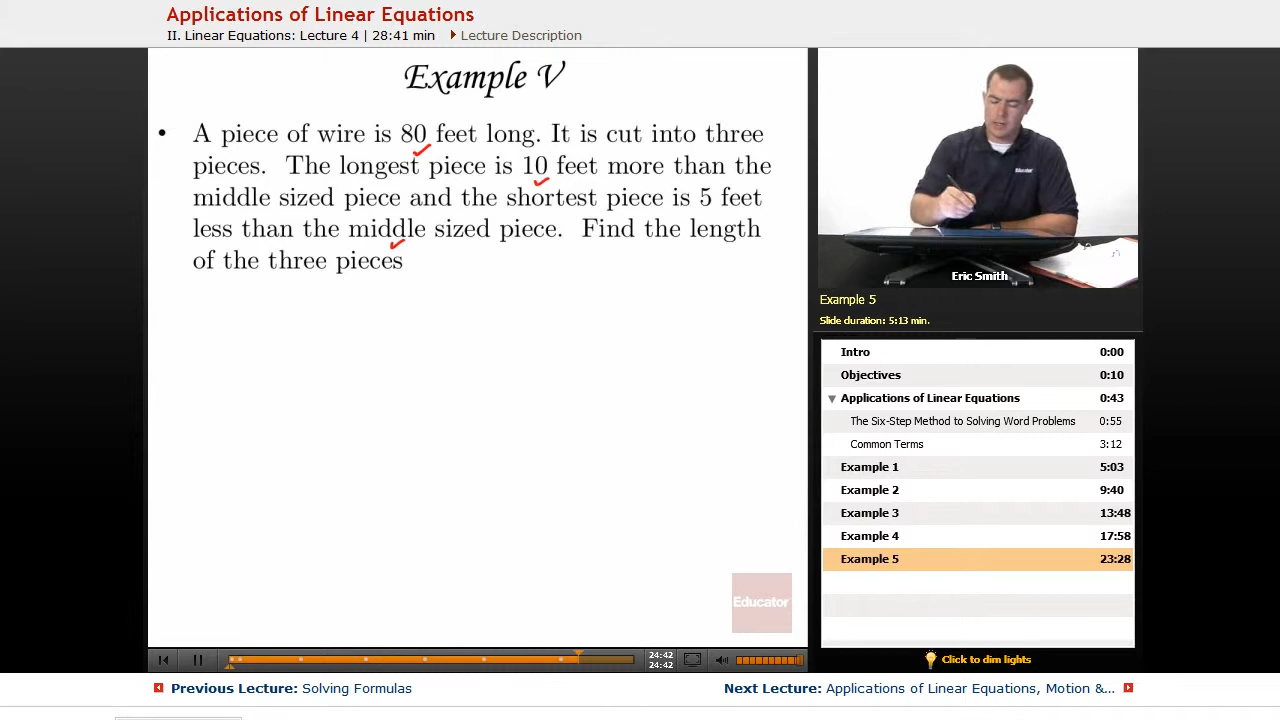 Applications of Linear Equations
II. Linear Equations: Lecture 4 | 28:41 min Lecture Description
Example V
• A piece of wire is 80 feet long. It is cut into three
pieces. The longest piece is 10 feet more than the
middle sized piece and the shortest piece is 5 feet
less than the middle sized piece. Find the length
of the three pieces
Educator
Educator
Eric Smith
Example 5
Slide duration: 5:13 min.
Intro 0:00
Objectives 0:10
Applications of Linear Equations 0:43
The Six-Step Method to Solving Word Problems 0:55
Common Terms 3:12
Example 1 5:03
Example 2 9:40
Example 3 13:48
Example 4 17:58
Example 5 23:28
24:42
24:42
Click to dim lights
Previous Lecture: Solving Formulas
Next Lecture: Applications of Linear Equations, Motion &...